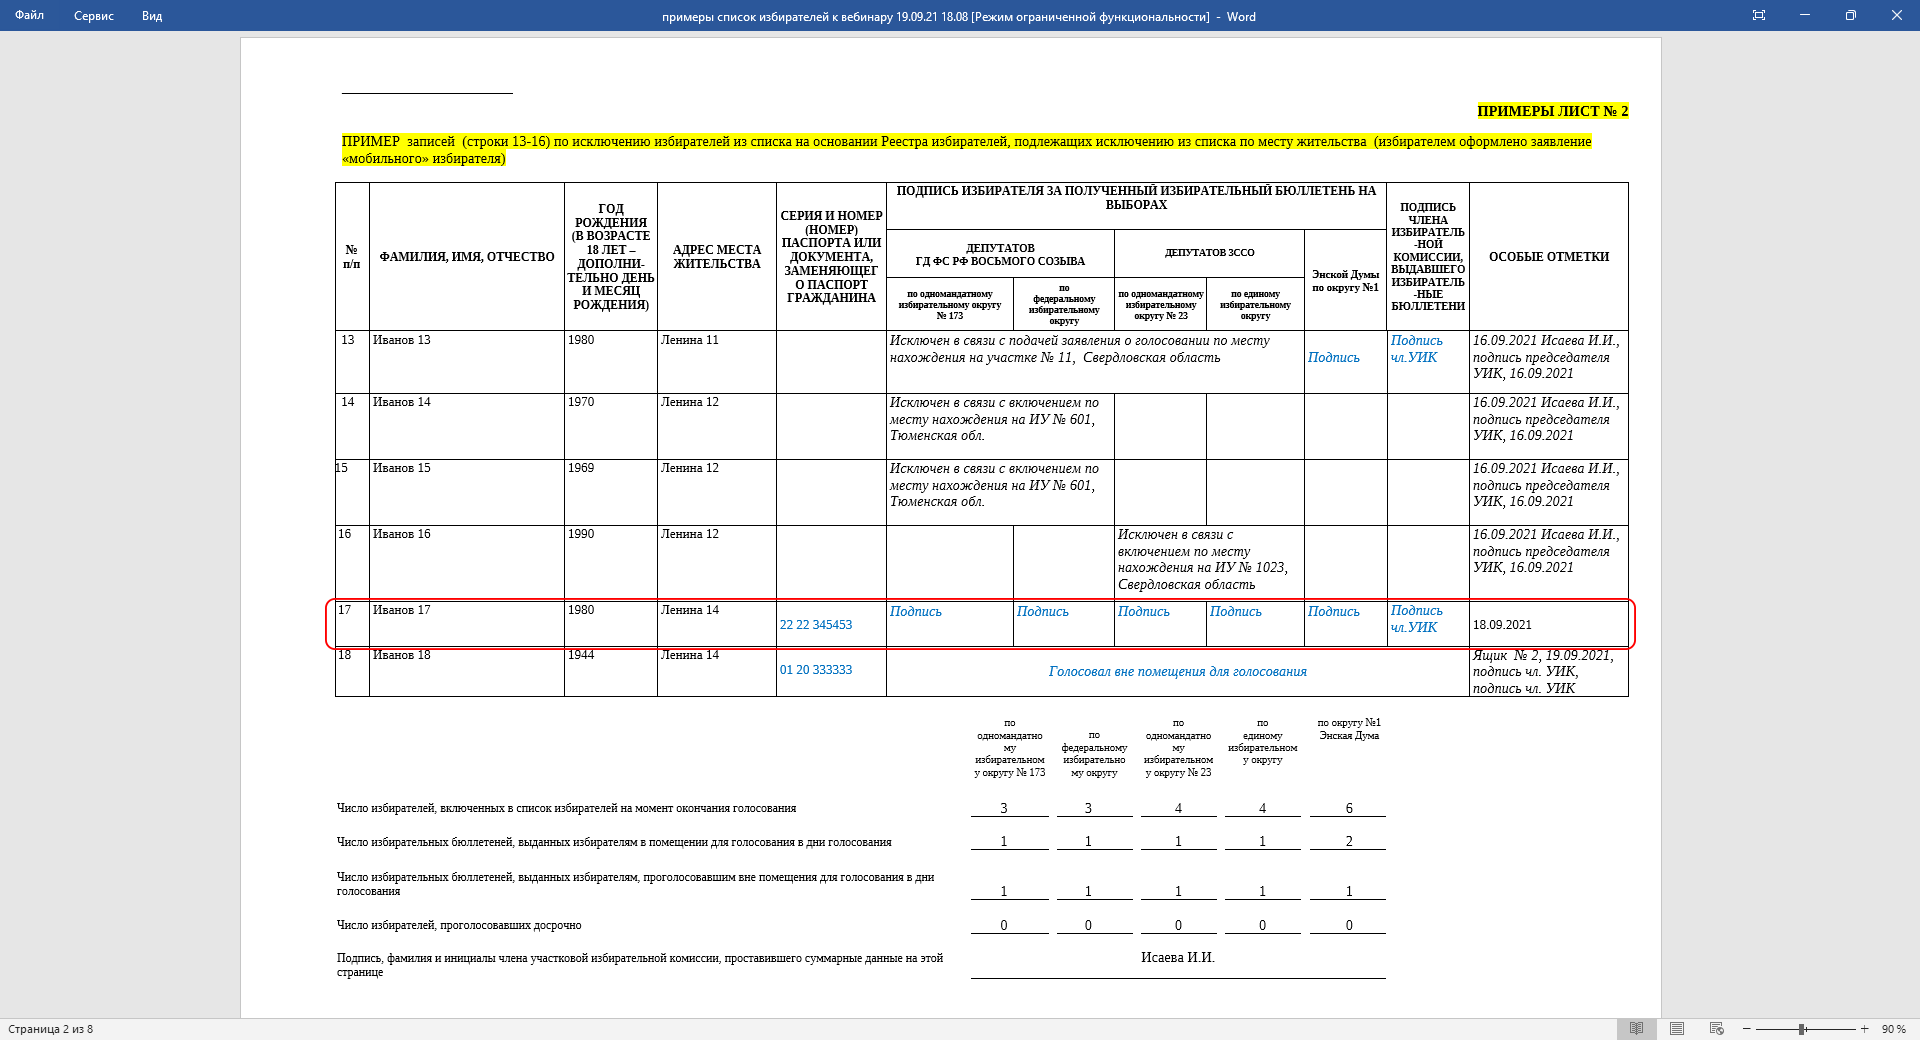 Файл Сервис Вид примеры список избирателей к вебинару 19.09.21 18.08 [Режим ограниченной функциональности] - Word
ПРИМЕРЫ ЛИСТ № 2
ПРИМЕР записей (строки 13-16) по исключению избирателей из списка на основании Реестра избирателей, подлежащих исключению из списка по месту жительства (избирателем оформлено заявление
«мобильного» избирателя)
№
п/п
ФАМИЛИЯ, ИМЯ, ОТЧЕСТВО
ГОД
РОЖДЕНИЯ
(В ВОЗРАСТЕ
18 ЛЕТ –
ДОПОЛНИ-
ТЕЛЬНО ДЕНЬ
И МЕСЯЦ
РОЖДЕНИЯ)
АДРЕС МЕСТА
ЖИТЕЛЬСТВА
СЕРИЯ И НОМЕР
(НОМЕР)
ПАСПОРТА ИЛИ
ДОКУМЕНТА,
ЗАМЕНЯЮЩЕГ
О ПАСПОРТ
ГРАЖДАНИНА
ПОДПИСЬ ИЗБИРАТЕЛЯ ЗА ПОЛУЧЕННЫЙ ИЗБИРАТЕЛЬНЫЙ БЮЛЛЕТЕНЬ НА
ВЫБОРАХ
ДЕПУТАТОВ
ГД ФС РФ ВОСЬМОГО СОЗЫВА
ДЕПУТАТОВ ЗССО
Энской Думы
по округу №1
по одномандатному
избирательному округу
№ 173
по
федеральному
избирательному
округу
по одномандатному
избирательному
округу № 23
по единому
избирательному
округу
ПОДПИСЬ
ЧЛЕНА
ИЗБИРАТЕЛЬ
-НОЙ
КОМИССИИ,
ВЫДАВШЕГО
ИЗБИРАТЕЛЬ
-НЫЕ
БЮЛЛЕТЕНИ
ОСОБЫЕ ОТМЕТКИ
13 Иванов 13 1980 Ленина 11
Исключен в связи с подачей заявления о голосовании по месту
нахождения на участке № 11, Свердловская область
Подпись
Подпись
чл.УИК
16.09.2021 Исаева И.И.,
подпись председателя
УИК, 16.09.2021
14 Иванов 14 1970 Ленина 12
Исключен в связи с включением по
месту нахождения на ИУ № 601,
Тюменская обл.
16.09.2021 Исаева И.И.,
подпись председателя
УИК, 16.09.2021
15 Иванов 15 1969 Ленина 12
Исключен в связи с включением по
месту нахождения на ИУ № 601,
Тюменская обл.
16.09.2021 Исаева И.И.,
подпись председателя
УИК, 16.09.2021
16 Иванов 16 1990 Ленина 12
Исключен в связи с
включением по месту
нахождения на ИУ № 1023,
Свердловская область
16.09.2021 Исаева И.И.,
подпись председателя
УИК, 16.09.2021
17 Иванов 17 1980 Ленина 14
22 22 345453
Подпись Подпись Подпись Подпись Подпись
Подпись
чл.УИК
18.09.2021
18 Иванов 18 1944 Ленина 14
01 20 333333
Голосовал вне помещения для голосования
Ящик № 2, 19.09.2021,
подпись чл. УИК,
подпись чл. УИК
по
одномандатно
му
избирательном
у округу № 173
по
федеральному
избирательно
му округу
по
одномандатно
му
избирательном
у округу № 23
по
единому
избирательном
у округу
по округу №1
Энская Дума
Число избирателей, включенных в список избирателей на момент окончания голосования 3 3 4 4 6
Число избирательных бюллетеней, выданных избирателям в помещении для голосования в дни голосования 1 1 1 1 2
Число избирательных бюллетеней, выданных избирателям, проголосовавшим вне помещения для голосования в дни
голосования 1 1 1 1 1
Число избирателей, проголосовавших досрочно 0 0 0 0 0
Подпись, фамилия и инициалы члена участковой избирательной комиссии, проставившего суммарные данные на этой
странице
Исаева И.И.
Страница 2 из 8 90 %